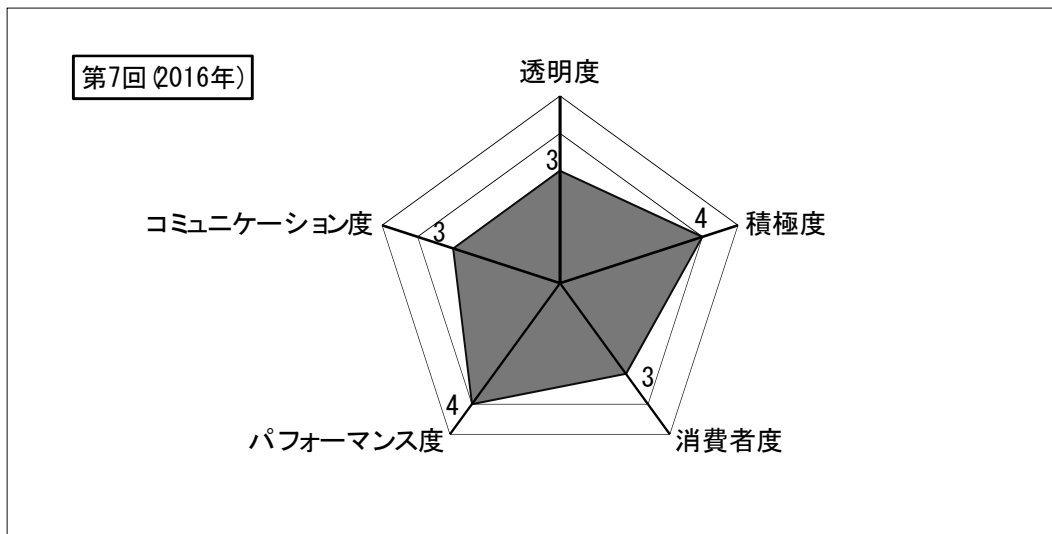 第7回(2016年)
透明度
3
4
積極度
コミュニケーション度
3
3
4
パフォーマンス度
消費者度